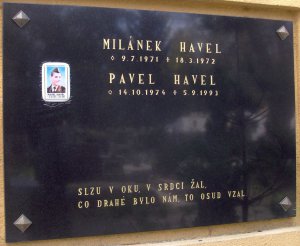 MILÁNEK HAVEL
○ 9.7.1971 † 18.3.1972
PAVEL HAVEL
○ 14.10.1974 † 5.9.1993
SLZU V OKU, V SRDCI ŽAL,
CO DRAHÉ BYLO NÁM, TO OSUD VZAL